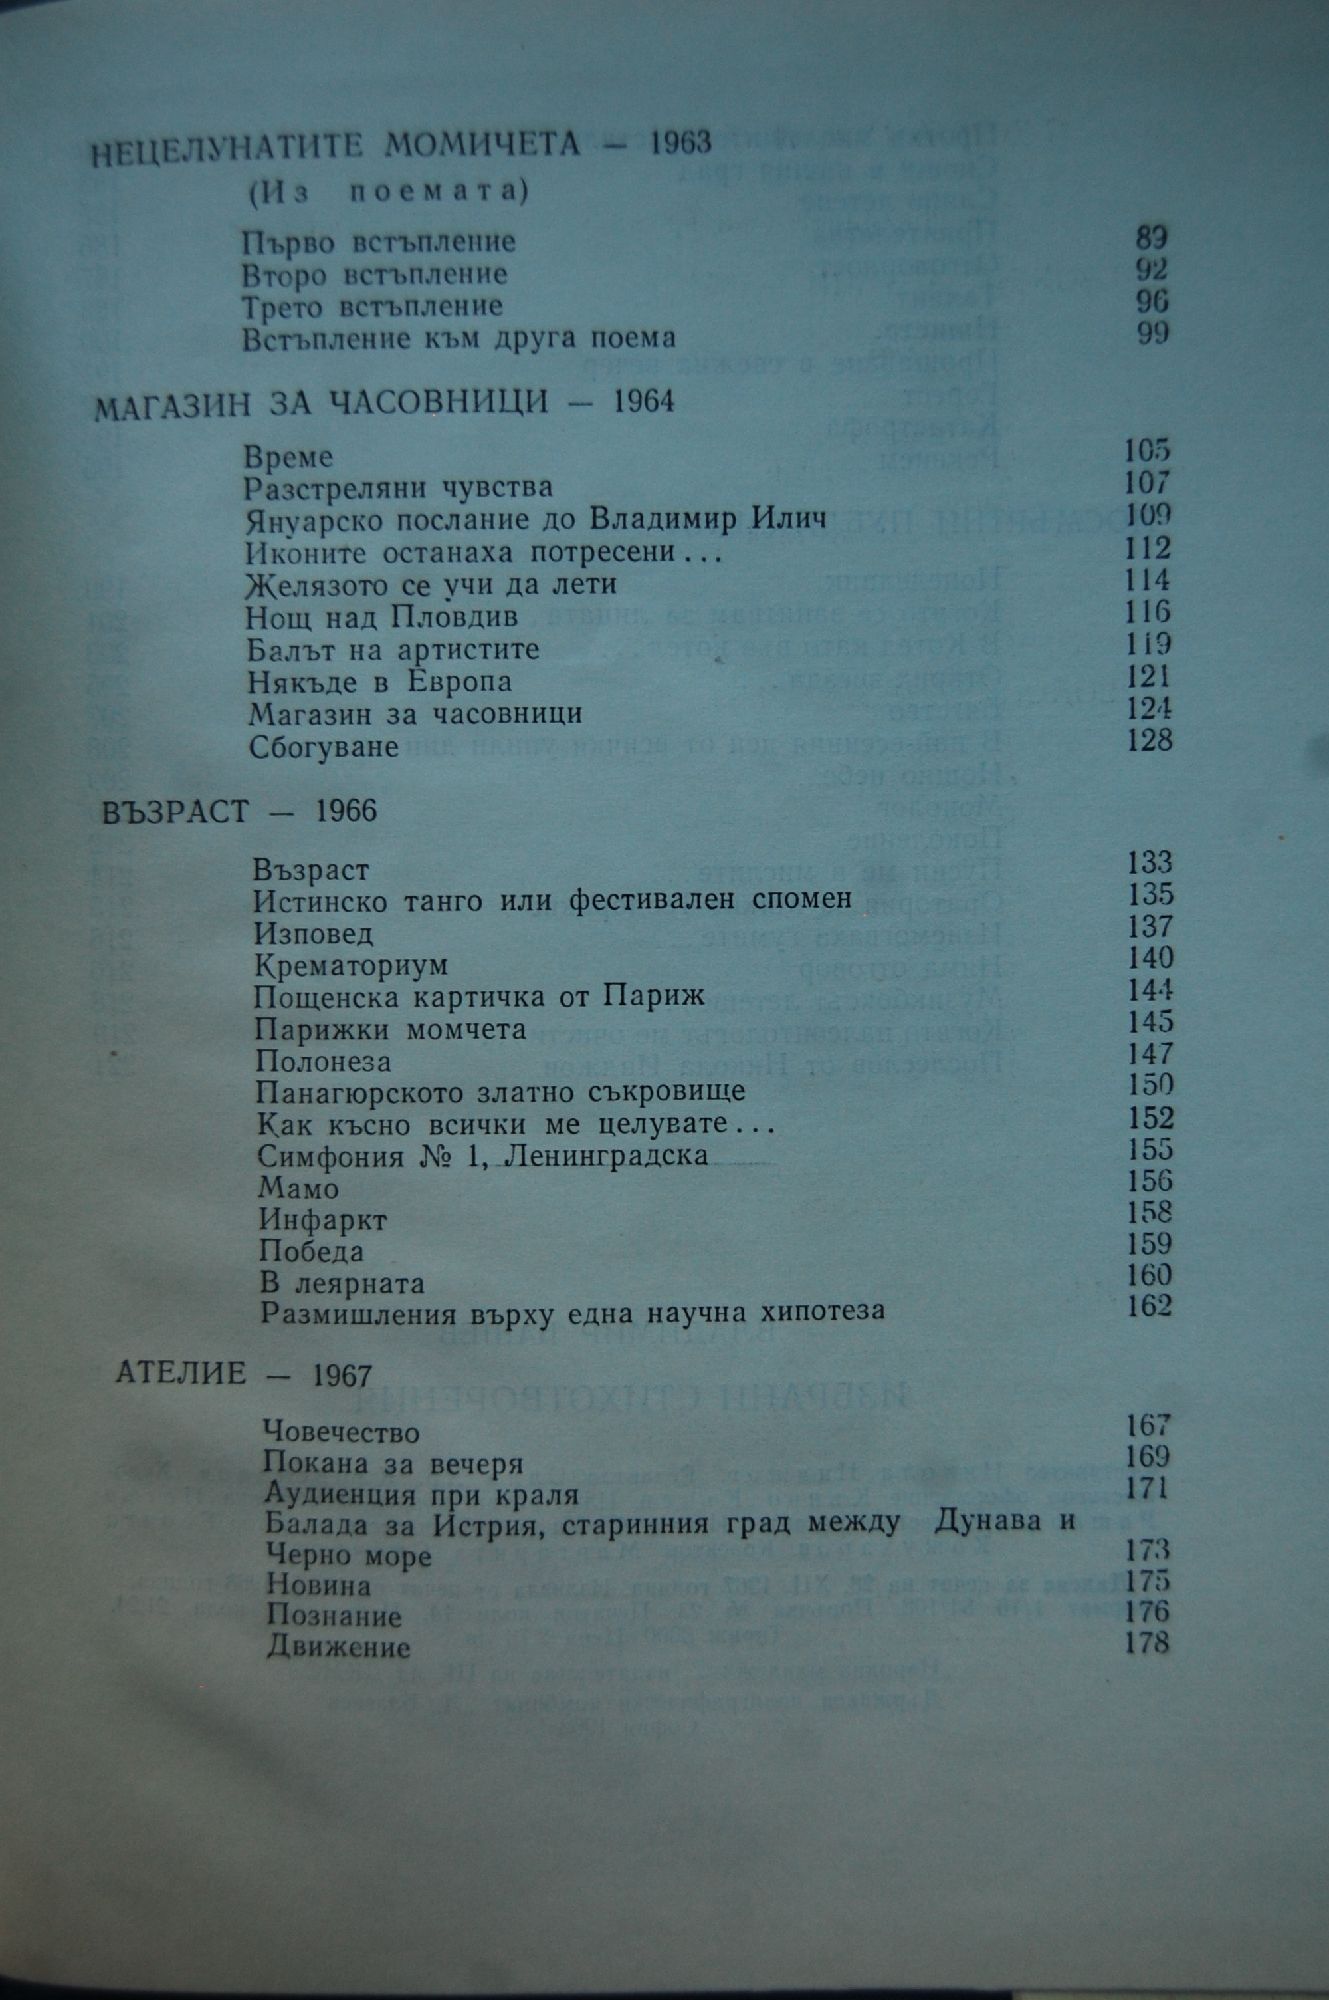 НЕЦЕЛУНАТИТЕ МОМИЧЕТА — 1963
(Из поемата)
Първо встъпление 89
Второ встъпление 92
Трето встъпление 96
Встъпление към друга поема 99
МАГАЗИН ЗА ЧАСОВНИЦИ — 1964
Време 105
Разстреляни чувства 107
Януарско послание до Владимир Илич 109
Иконите останаха потресени... 112
Желязото се учи да лети 114
Нощ над Пловдив 116
Балът на артистите 119
Някъде в Европа 121
Магазин за часовници 124
Сбогуване 128
ВЪЗРАСТ — 1966
Възраст 133
Истинско танго или фестивален спомен 135
Изповед 137
Крематориум 140
Пощенска картичка от Париж 144
Парижки момчета 145
Полонеза 147
Панагюрското златно съкровище 150
Как късно всички ме целувате... 152
Симфония № 1, Ленинградска 155
Мамо 156
Инфаркт 158
Победа 159
В леярната 160
Размишления върху една научна хипотеза 162
АТЕЛИЕ — 1967
Човечество 167
Покана за вечеря 169
Аудиенция при краля 171
Балада за Истрия, старинния град между Дунава и
Черно море 173
Новина 175
Познание 176
Движение 178